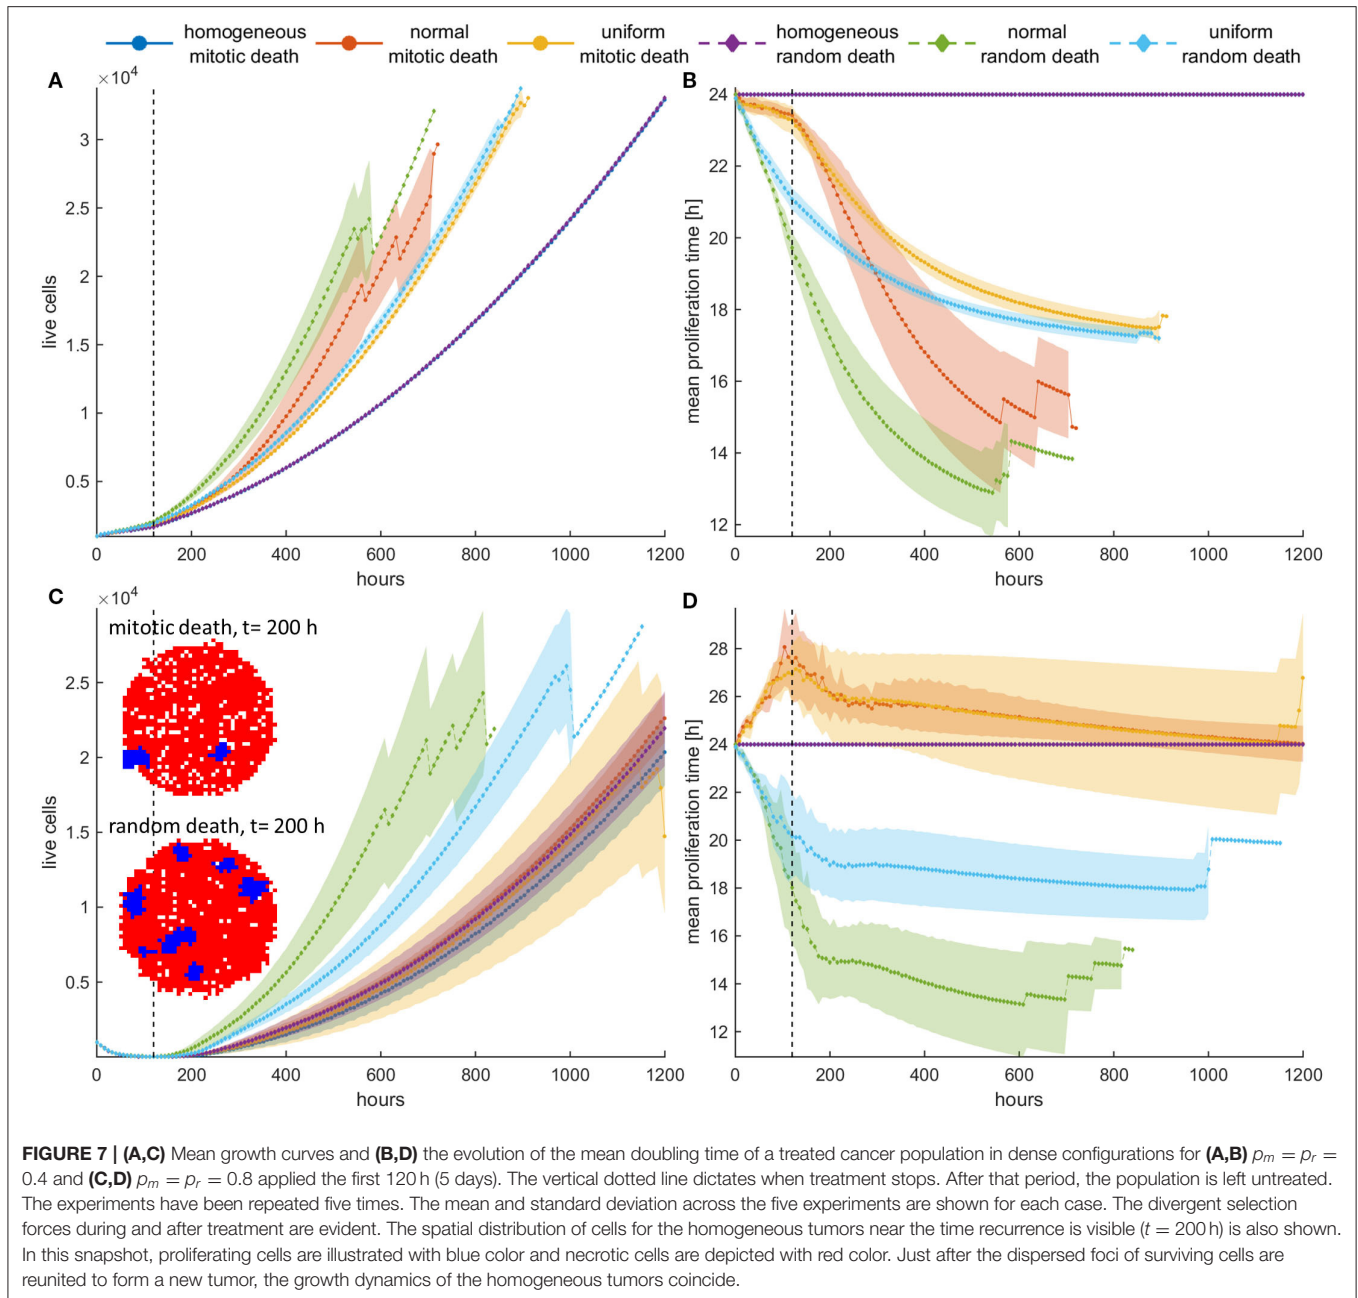 homogeneous mitotic death
normal mitotic death
uniform mitotic death
homogeneous random death
normal random death
uniform random death
A
×10⁴
3
2.5
2
1.5
1
0.5
live cells
0 200 400 600 800 1000 1200
hours
B
24
22
20
18
16
14
12
mean proliferation time [h]
0 200 400 600 800 1000 1200
hours
C
×10⁴
mitotic death, t= 200 h
random death, t= 200 h
2.5
2
1.5
1
0.5
live cells
0 200 400 600 800 1000 1200
hours
D
28
26
24
22
20
18
16
14
12
mean proliferation time [h]
0 200 400 600 800 1000 1200
hours
FIGURE 7 | (A,C) Mean growth curves and (B,D) the evolution of the mean doubling time of a treated cancer population in dense configurations for (A,B) pₘ = pᵣ =
0.4 and (C,D) pₘ = pᵣ = 0.8 applied the first 120 h (5 days). The vertical dotted line dictates when treatment stops. After that period, the population is left untreated.
The experiments have been repeated five times. The mean and standard deviation across the five experiments are shown for each case. The divergent selection
forces during and after treatment are evident. The spatial distribution of cells for the homogeneous tumors near the time recurrence is visible (t = 200 h) is also shown.
In this snapshot, proliferating cells are illustrated with blue color and necrotic cells are depicted with red color. Just after the dispersed foci of surviving cells are
reunited to form a new tumor, the growth dynamics of the homogeneous tumors coincide.